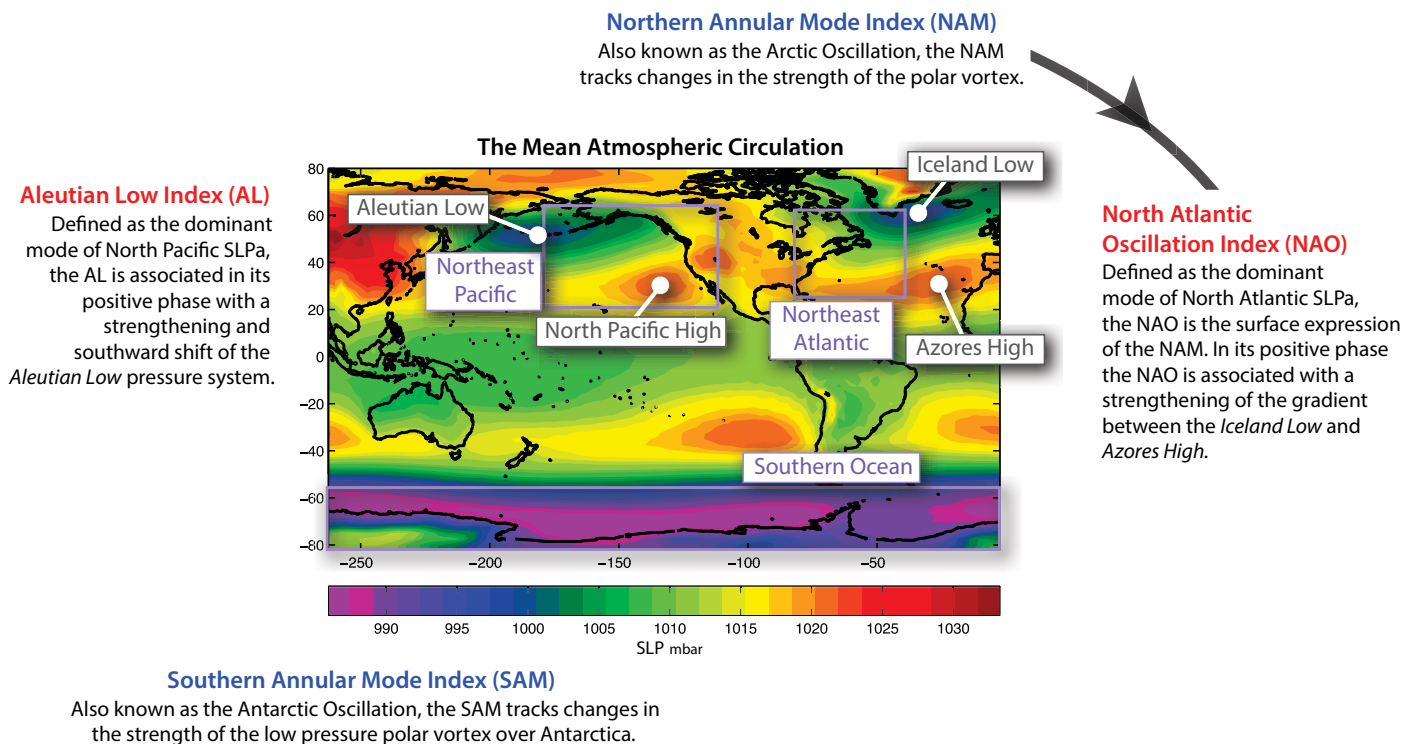 Northern Annular Mode Index (NAM)
Also known as the Arctic Oscillation, the NAM
tracks changes in the strength of the polar vortex.
The Mean Atmospheric Circulation
Aleutian Low Index (AL)
Defined as the dominant
mode of North Pacific SLPa,
the AL is associated in its
positive phase with a
strengthening and
southward shift of the
Aleutian Low pressure system.
80
60
40
20
0
−20
−40
−60
−80
Iceland Low
Aleutian Low
Northeast
Pacific
North Pacific High
Northeast
Atlantic
Azores High
Southern Ocean
−250
−200
−150
−100
−50
990
995
1000
1005
1010
1015
1020
1025
1030
SLP mbar
North Atlantic
Oscillation Index (NAO)
Defined as the dominant
mode of North Atlantic SLPa,
the NAO is the surface expression
of the NAM. In its positive phase
the NAO is associated with a
strengthening of the gradient
between the Iceland Low and
Azores High.
Southern Annular Mode Index (SAM)
Also known as the Antarctic Oscillation, the SAM tracks changes in
the strength of the low pressure polar vortex over Antarctica.